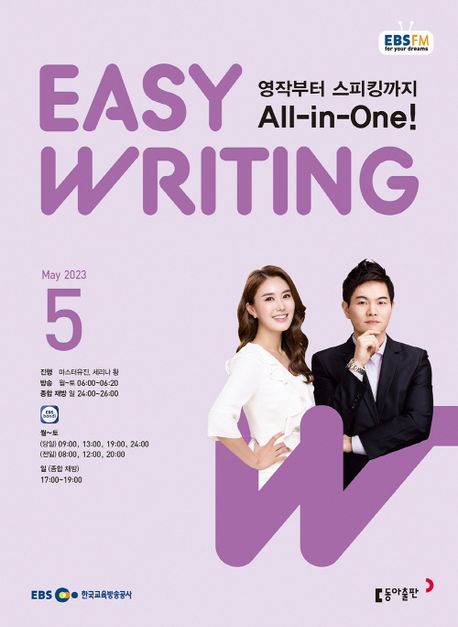 EBS FM
for your dreams
EASY
영작부터 스피킹까지
All-in-One!
WRITING
May 2023
5
진행 마스터유진, 세리나 황
방송 월~토 06:00~06:20
종합 재방 일 24:00~26:00
EBS
bandi
월~토
(당일) 09:00, 13:00, 19:00, 24:00
(전일) 08:00, 12:00, 20:00
일 (종합 재방)
17:00~19:00
W
EBS 한국교육방송공사
동아출판